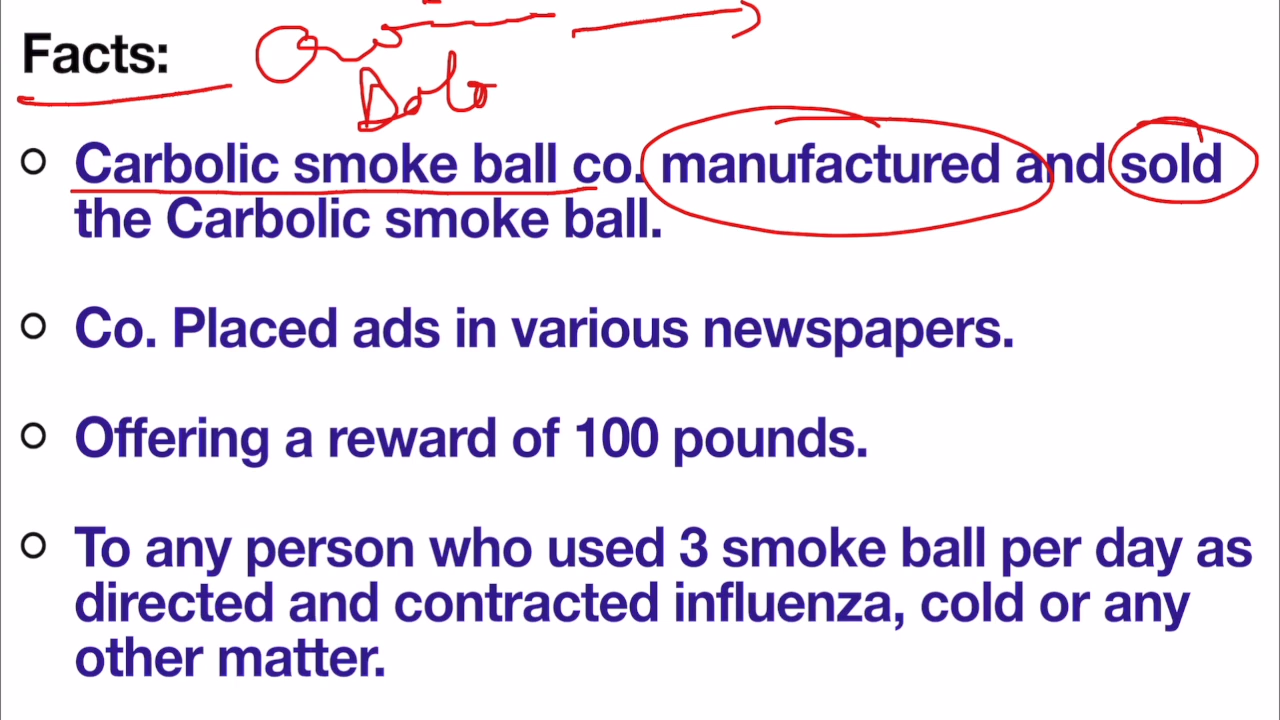 Facts:
Dolo
Carbolic smoke ball co. manufactured and sold
the Carbolic smoke ball.
Co. Placed ads in various newspapers.
Offering a reward of 100 pounds.
To any person who used 3 smoke ball per day as
directed and contracted influenza, cold or any
other matter.